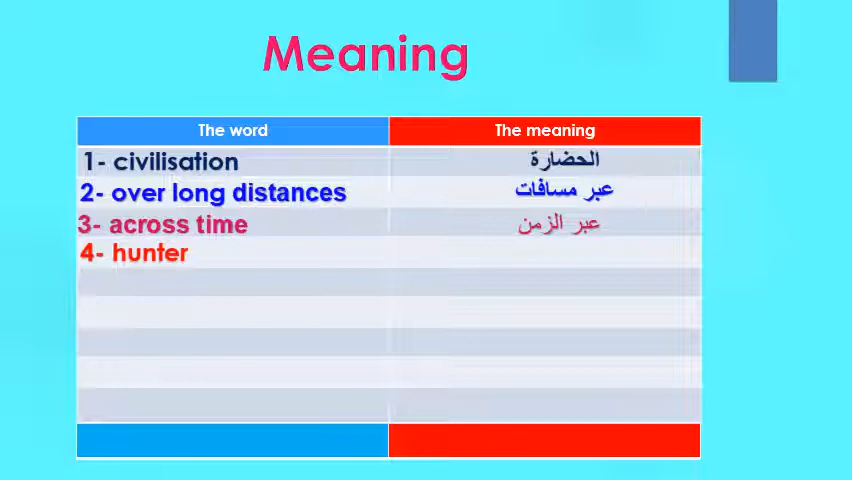 Meaning
The word The meaning
1- civilisation الحضارة
2- over long distances عبر مسافات
3- across time عبر الزمن
4- hunter